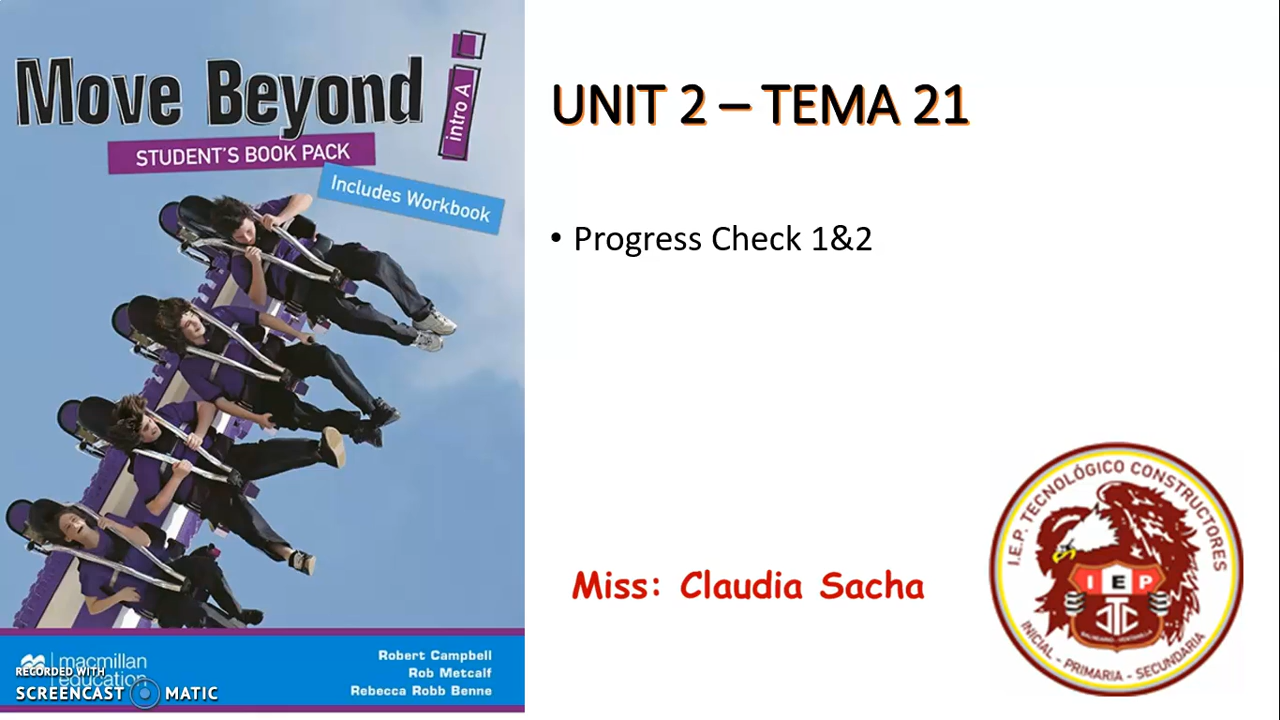 Move Beyond
intro A
STUDENT'S BOOK PACK
Includes Workbook
macmillan
education
Robert Campbell
Rob Metcalf
Rebecca Robb Benne
RECORDED WITH
SCREENCAST MATIC
UNIT 2 – TEMA 21
• Progress Check 1&2
Miss: Claudia Sacha
I.E.P. TECNOLÓGICO CONSTRUCTORES
IEP
INICIAL - PRIMARIA - SECUNDARIA